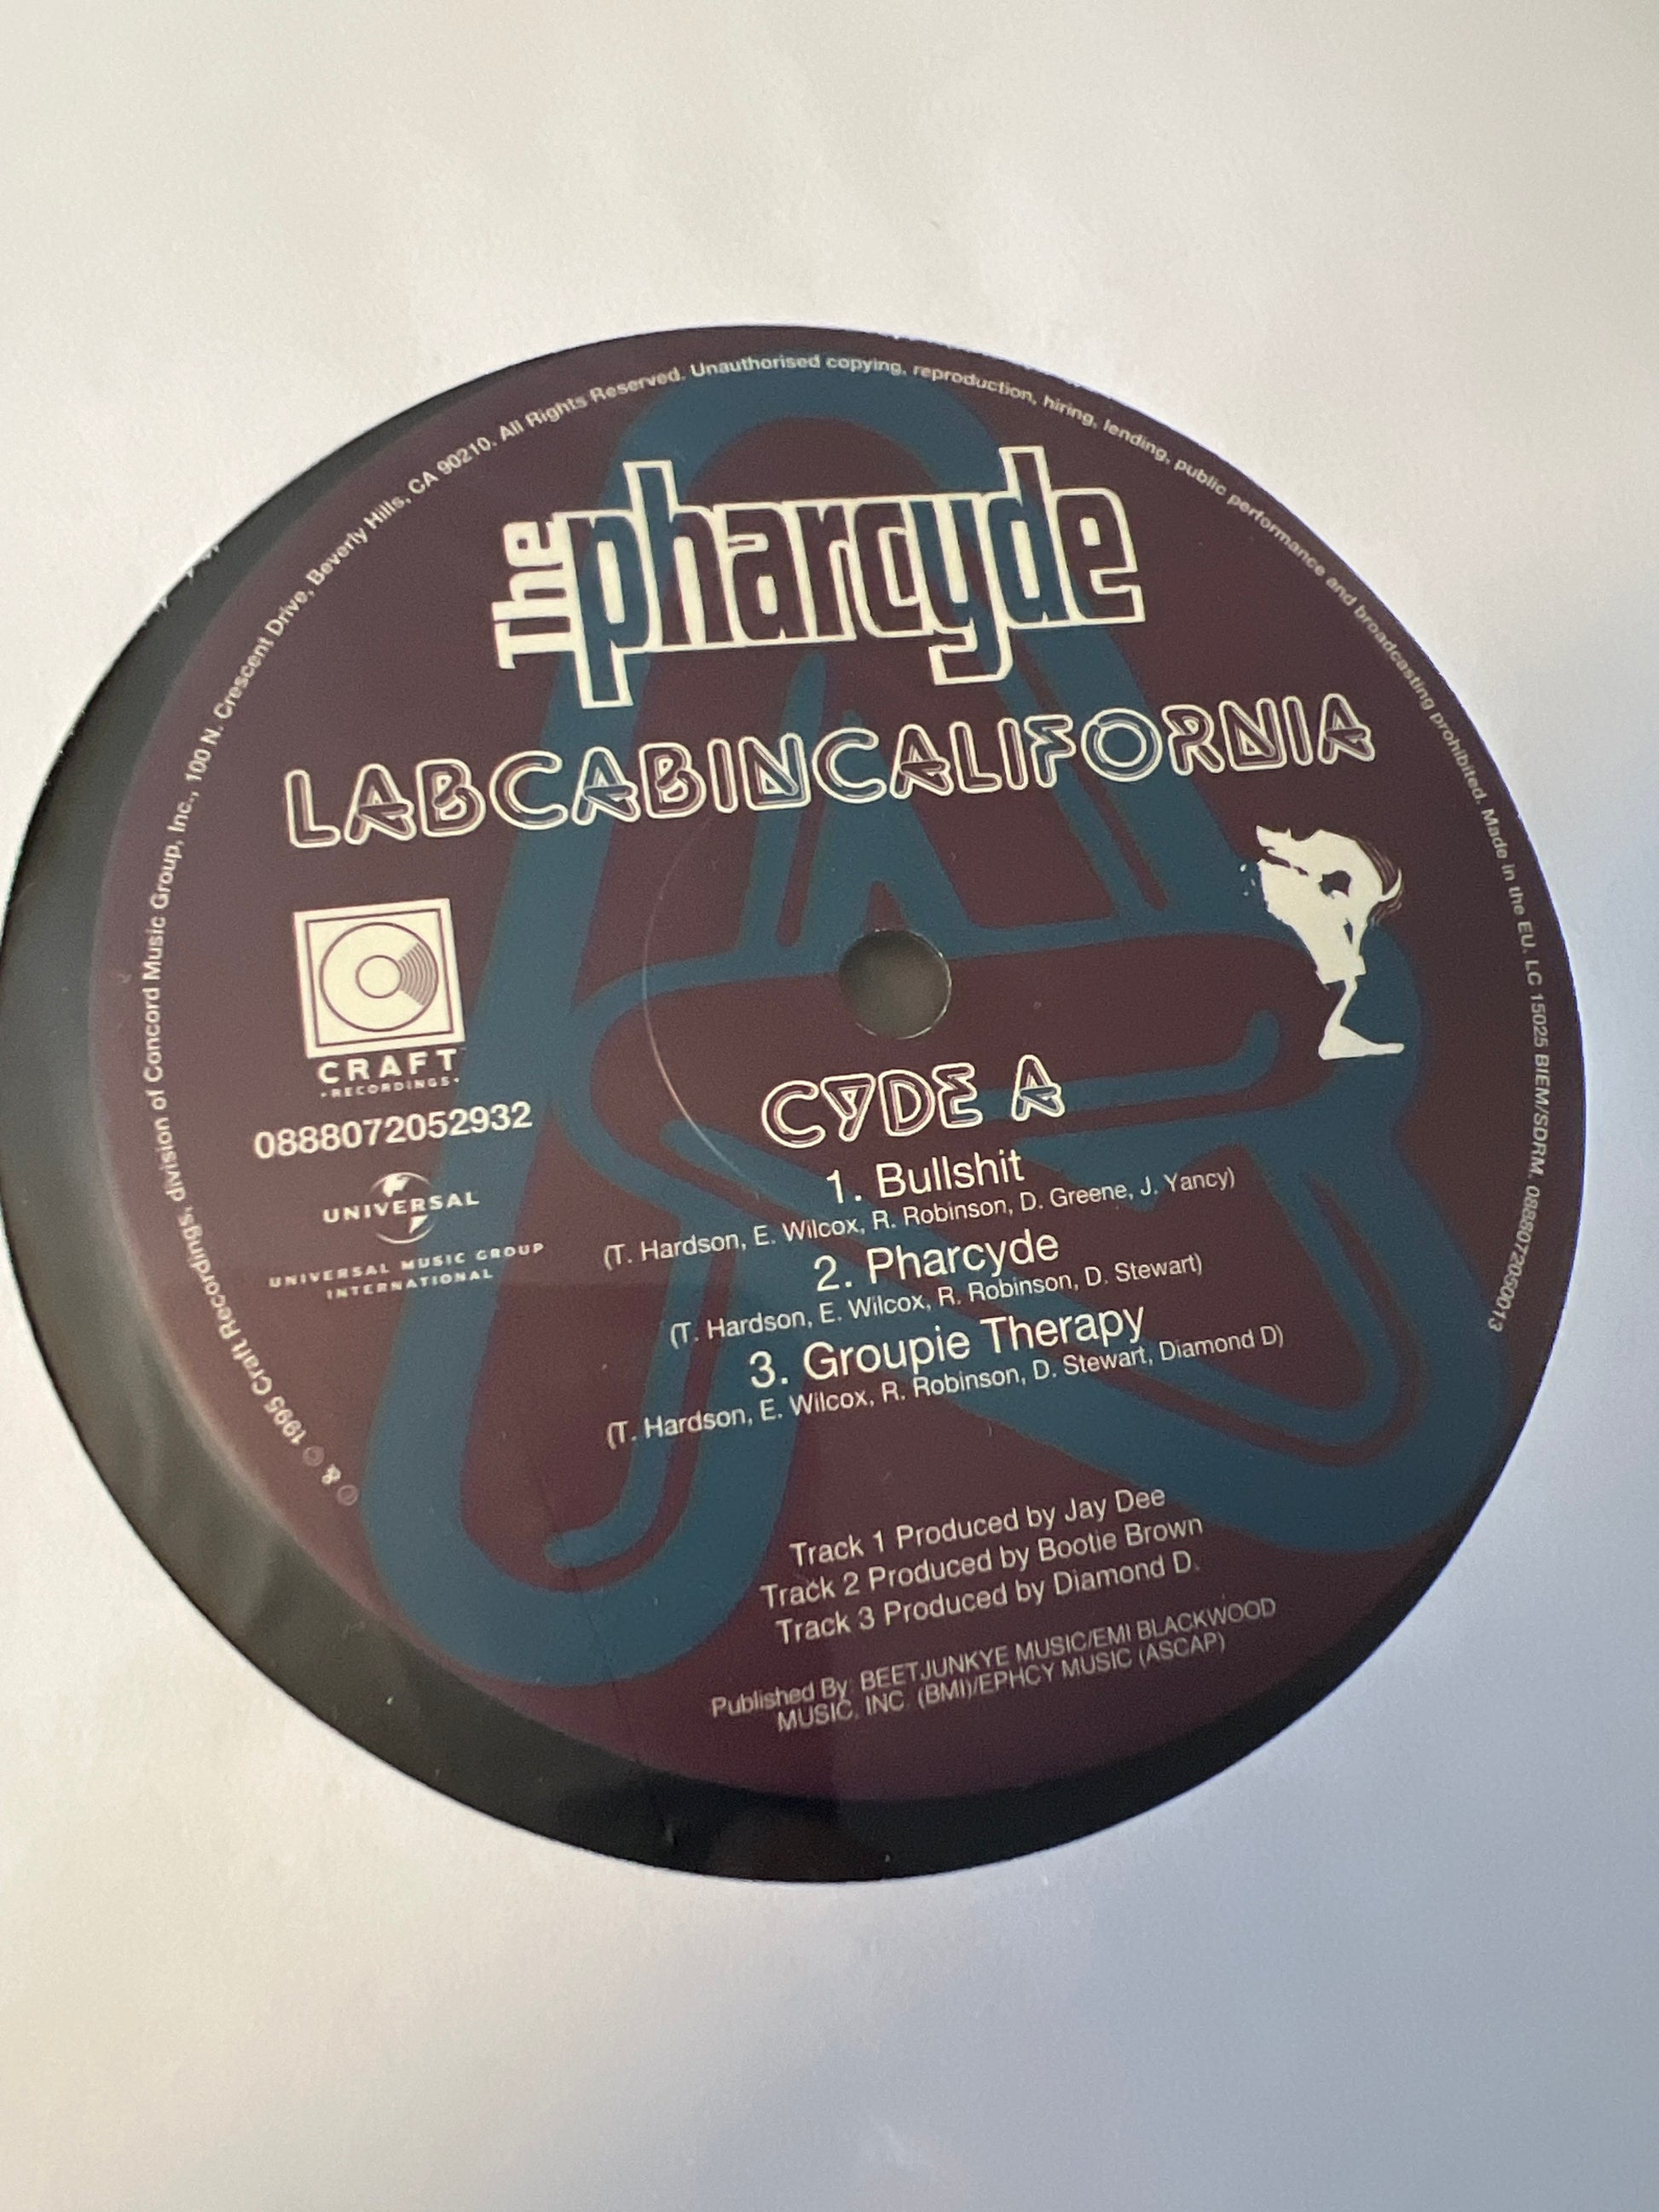 The pharcyde
LABCABINCALIFORNIA
CRAFT
RECORDINGS
0888072052932
UNIVERSAL
UNIVERSAL MUSIC GROUP
INTERNATIONAL
CYDE A
1. Bullshit
(T. Hardson, E. Wilcox, R. Robinson, D. Greene, J. Yancy)
2. Pharcyde
(T. Hardson, E. Wilcox, R. Robinson, D. Stewart)
3. Groupie Therapy
(T. Hardson, E. Wilcox, R. Robinson, D. Stewart, Diamond D)
Track 1 Produced by Jay Dee
Track 2 Produced by Bootie Brown
Track 3 Produced by Diamond D.
Published By: BEETJUNKYE MUSIC/EMI BLACKWOOD
MUSIC, INC. (BMI)/EPHCY MUSIC (ASCAP)
℗ & © 1995 Craft Recordings, division of Concord Music Group, Inc., 100 N. Crescent Drive, Beverly Hills, CA 90210. All Rights Reserved. Unauthorised copying, reproduction, hiring, lending, public performance and broadcasting prohibited. Made in the EU. LC 15025 BIEM/SDRM. 0888072050013